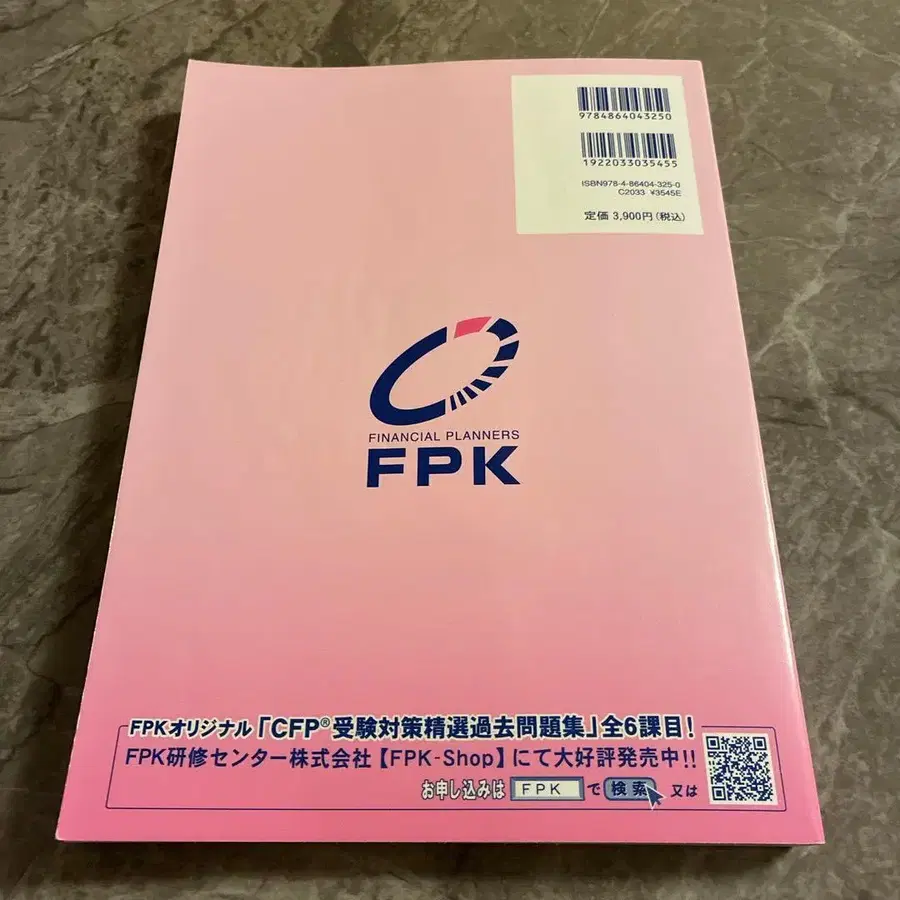 9784864043250
1922033035455
ISBN978-4-86404-325-0
C2033 ¥3545E
定価 3,900円(税込)
FINANCIAL PLANNERS
FPK
FPKオリジナル「CFP®受験対策精選過去問題集」全6課目!
FPK研修センター株式会社【FPK-Shop】にて大好評発売中!!
お申し込みは FPK で 検索 又は